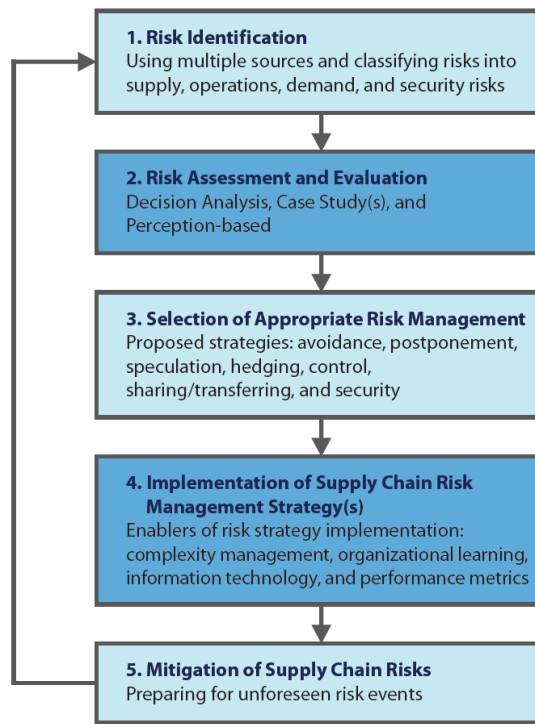 1. Risk Identification
Using multiple sources and classifying risks into
supply, operations, demand, and security risks
2. Risk Assessment and Evaluation
Decision Analysis, Case Study(s), and
Perception-based
3. Selection of Appropriate Risk Management
Proposed strategies: avoidance, postponement,
speculation, hedging, control,
sharing/transferring, and security
4. Implementation of Supply Chain Risk
Management Strategy(s)
Enablers of risk strategy implementation:
complexity management, organizational learning,
information technology, and performance metrics
5. Mitigation of Supply Chain Risks
Preparing for unforeseen risk events